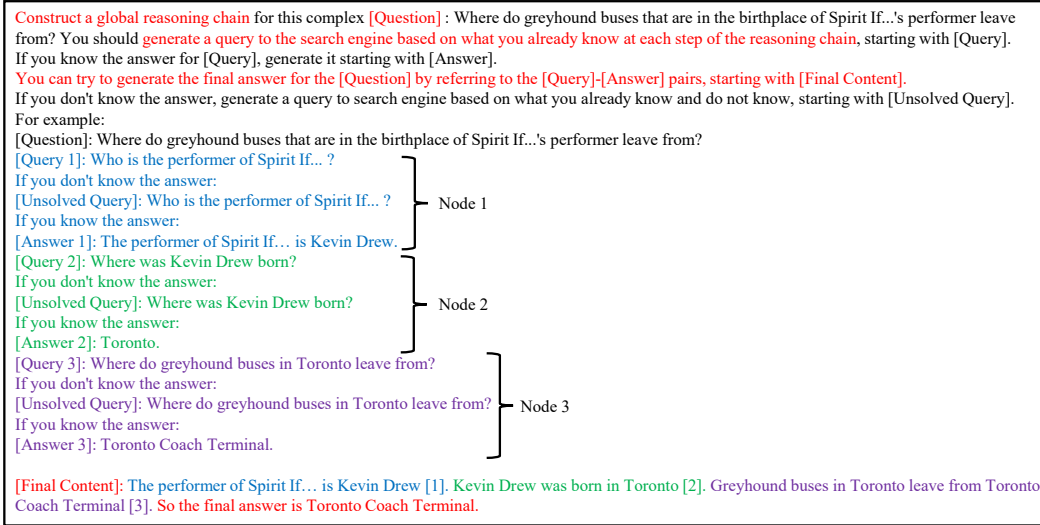 Construct a global reasoning chain for this complex [Question] : Where do greyhound buses that are in the birthplace of Spirit If...'s performer leave
from? You should generate a query to the search engine based on what you already know at each step of the reasoning chain, starting with [Query].
If you know the answer for [Query], generate it starting with [Answer].
You can try to generate the final answer for the [Question] by referring to the [Query]-[Answer] pairs, starting with [Final Content].
If you don't know the answer, generate a query to search engine based on what you already know and do not know, starting with [Unsolved Query].
For example:
[Question]: Where do greyhound buses that are in the birthplace of Spirit If...'s performer leave from?
[Query 1]: Who is the performer of Spirit If... ?
If you don't know the answer:
[Unsolved Query]: Who is the performer of Spirit If... ?
Node 1
If you know the answer:
[Answer 1]: The performer of Spirit If… is Kevin Drew.
[Query 2]: Where was Kevin Drew born?
If you don't know the answer:
[Unsolved Query]: Where was Kevin Drew born?
Node 2
If you know the answer:
[Answer 2]: Toronto.
[Query 3]: Where do greyhound buses in Toronto leave from?
If you don't know the answer:
[Unsolved Query]: Where do greyhound buses in Toronto leave from?
Node 3
If you know the answer:
[Answer 3]: Toronto Coach Terminal.
[Final Content]: The performer of Spirit If… is Kevin Drew [1]. Kevin Drew was born in Toronto [2]. Greyhound buses in Toronto leave from Toronto
Coach Terminal [3]. So the final answer is Toronto Coach Terminal.